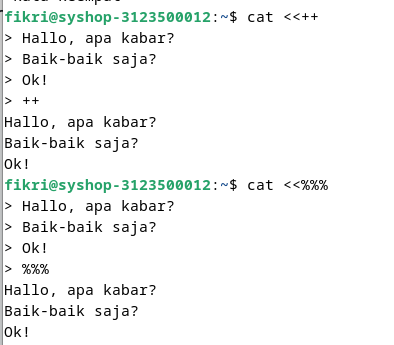 fikri@syshop-3123500012:~$ cat <<++
> Hallo, apa kabar?
> Baik-baik saja?
> Ok!
> ++
Hallo, apa kabar?
Baik-baik saja?
Ok!
fikri@syshop-3123500012:~$ cat <<%%%
> Hallo, apa kabar?
> Baik-baik saja?
> Ok!
> %%%
Hallo, apa kabar?
Baik-baik saja?
Ok!